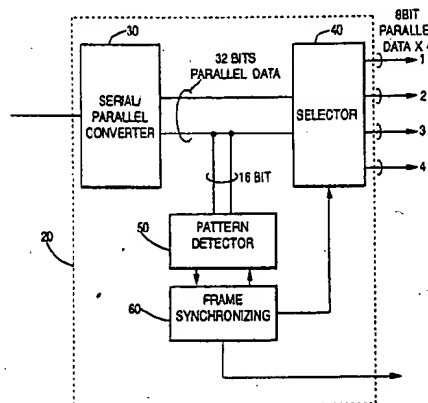 30
SERIAL/
PARALLEL
CONVERTER
32 BITS
PARALLEL DATA
40
SELECTOR
8BIT
PARALLEL
DATA X 4
1
2
3
4
16 BIT
50
PATTERN
DETECTOR
20
60
FRAME
SYNCHRONIZING